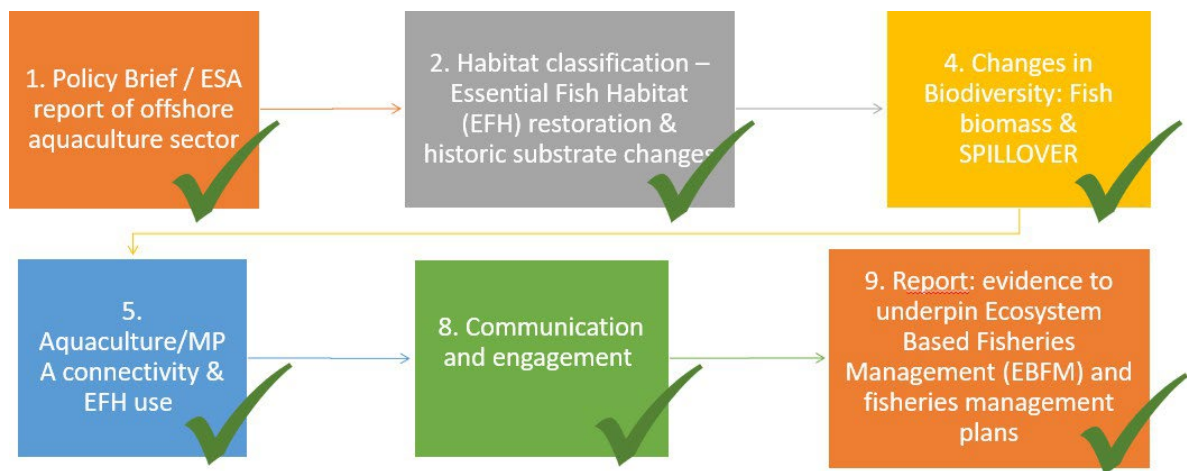 1. Policy Brief / ESA
report of offshore
aquaculture sector
2. Habitat classification –
Essential Fish Habitat
(EFH) restoration &
historic substrate changes
4. Changes in
Biodiversity: Fish
biomass &
SPILLOVER
5.
Aquaculture/MP
A connectivity &
EFH use
8. Communication
and engagement
9. Report: evidence to
underpin Ecosystem
Based Fisheries
Management (EBFM) and
fisheries management
plans